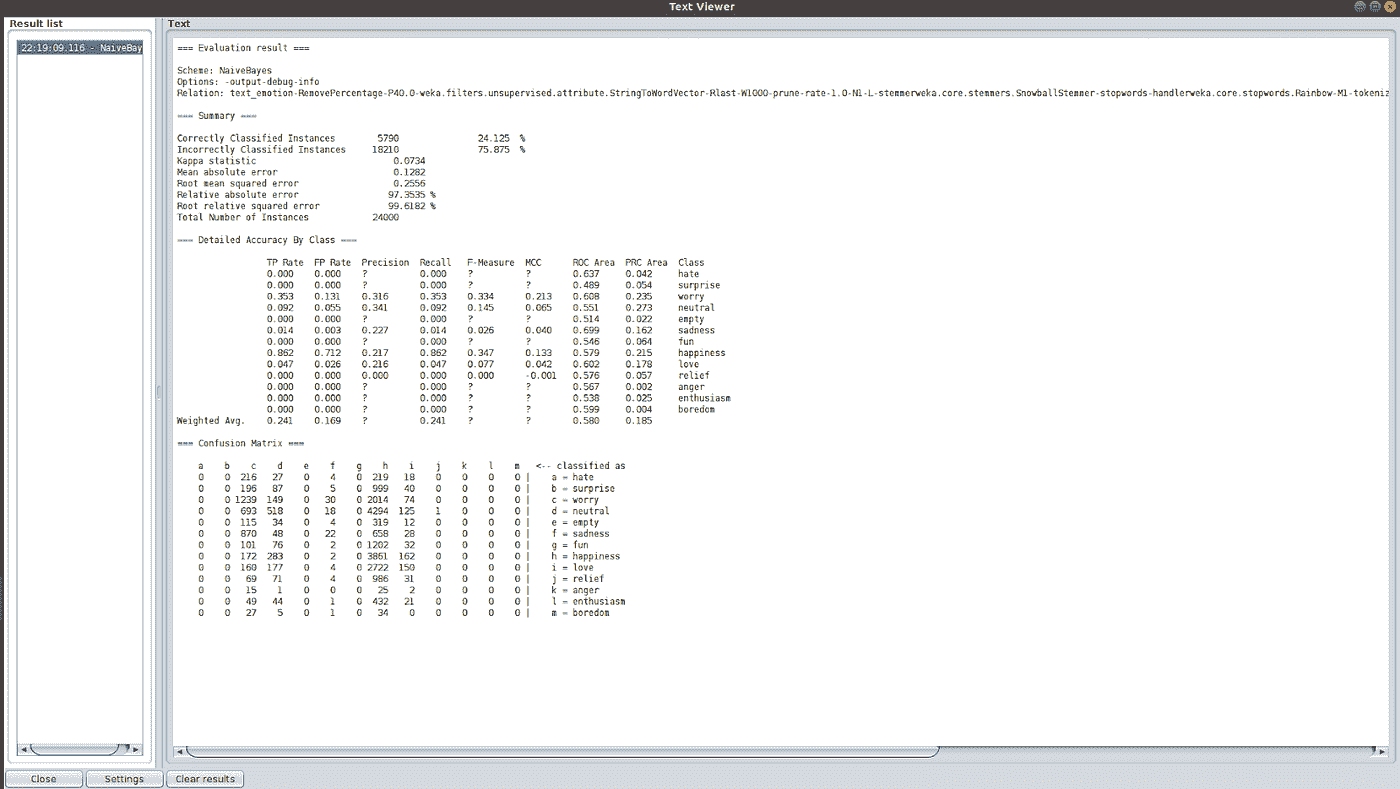 Text Viewer
Result list
22:19:09.116 - NaiveBay
Text
=== Evaluation result ===
Scheme: NaiveBayes
Options: -output-debug-info
Relation: text_emotion-RemovePercentage-P40.0-weka.filters.unsupervised.attribute.StringToWordVector-Rlast-W1000-prune-rate-1.0-N1-L-stemmerweka.core.stemmers.SnowballStemmer-stopwords-handlerweka.core.stopwords.Rainbow-M1-tokeniz
=== Summary ===
Correctly Classified Instances 5790 24.125 %
Incorrectly Classified Instances 18210 75.875 %
Kappa statistic 0.0734
Mean absolute error 0.1282
Root mean squared error 0.2556
Relative absolute error 97.3535 %
Root relative squared error 99.6182 %
Total Number of Instances 24000
=== Detailed Accuracy By Class ===
TP Rate FP Rate Precision Recall F-Measure MCC ROC Area PRC Area Class
0.000 0.000 ? 0.000 ? ? 0.637 0.042 hate
0.000 0.000 ? 0.000 ? ? 0.489 0.054 surprise
0.353 0.131 0.316 0.353 0.334 0.213 0.608 0.235 worry
0.092 0.055 0.341 0.092 0.145 0.065 0.551 0.273 neutral
0.000 0.000 ? 0.000 ? ? 0.514 0.022 empty
0.014 0.003 0.227 0.014 0.026 0.040 0.699 0.162 sadness
0.000 0.000 ? 0.000 ? ? 0.546 0.064 fun
0.862 0.712 0.217 0.862 0.347 0.133 0.579 0.215 happiness
0.047 0.026 0.216 0.047 0.077 0.042 0.602 0.178 love
0.000 0.000 0.000 0.000 0.000 -0.001 0.576 0.057 relief
0.000 0.000 ? 0.000 ? ? 0.567 0.002 anger
0.000 0.000 ? 0.000 ? ? 0.538 0.025 enthusiasm
0.000 0.000 ? 0.000 ? ? 0.599 0.004 boredom
Weighted Avg. 0.241 0.169 ? 0.241 ? ? 0.580 0.185
=== Confusion Matrix ===
a b c d e f g h i j k l m <-- classified as
0 0 216 27 0 4 0 219 18 0 0 0 0 | a = hate
0 0 196 87 0 5 0 999 40 0 0 0 0 | b = surprise
0 0 1239 149 0 30 0 2014 74 0 0 0 0 | c = worry
0 0 693 518 0 18 0 4294 125 1 0 0 0 | d = neutral
0 0 115 34 0 4 0 319 12 0 0 0 0 | e = empty
0 0 870 48 0 22 0 658 28 0 0 0 0 | f = sadness
0 0 101 76 0 2 0 1202 32 0 0 0 0 | g = fun
0 0 172 283 0 2 0 3861 162 0 0 0 0 | h = happiness
0 0 160 177 0 4 0 2722 150 0 0 0 0 | i = love
0 0 69 71 0 4 0 986 31 0 0 0 0 | j = relief
0 0 15 1 0 0 0 25 2 0 0 0 0 | k = anger
0 0 49 44 0 1 0 432 21 0 0 0 0 | l = enthusiasm
0 0 27 5 0 1 0 34 0 0 0 0 0 | m = boredom
Close Settings Clear results